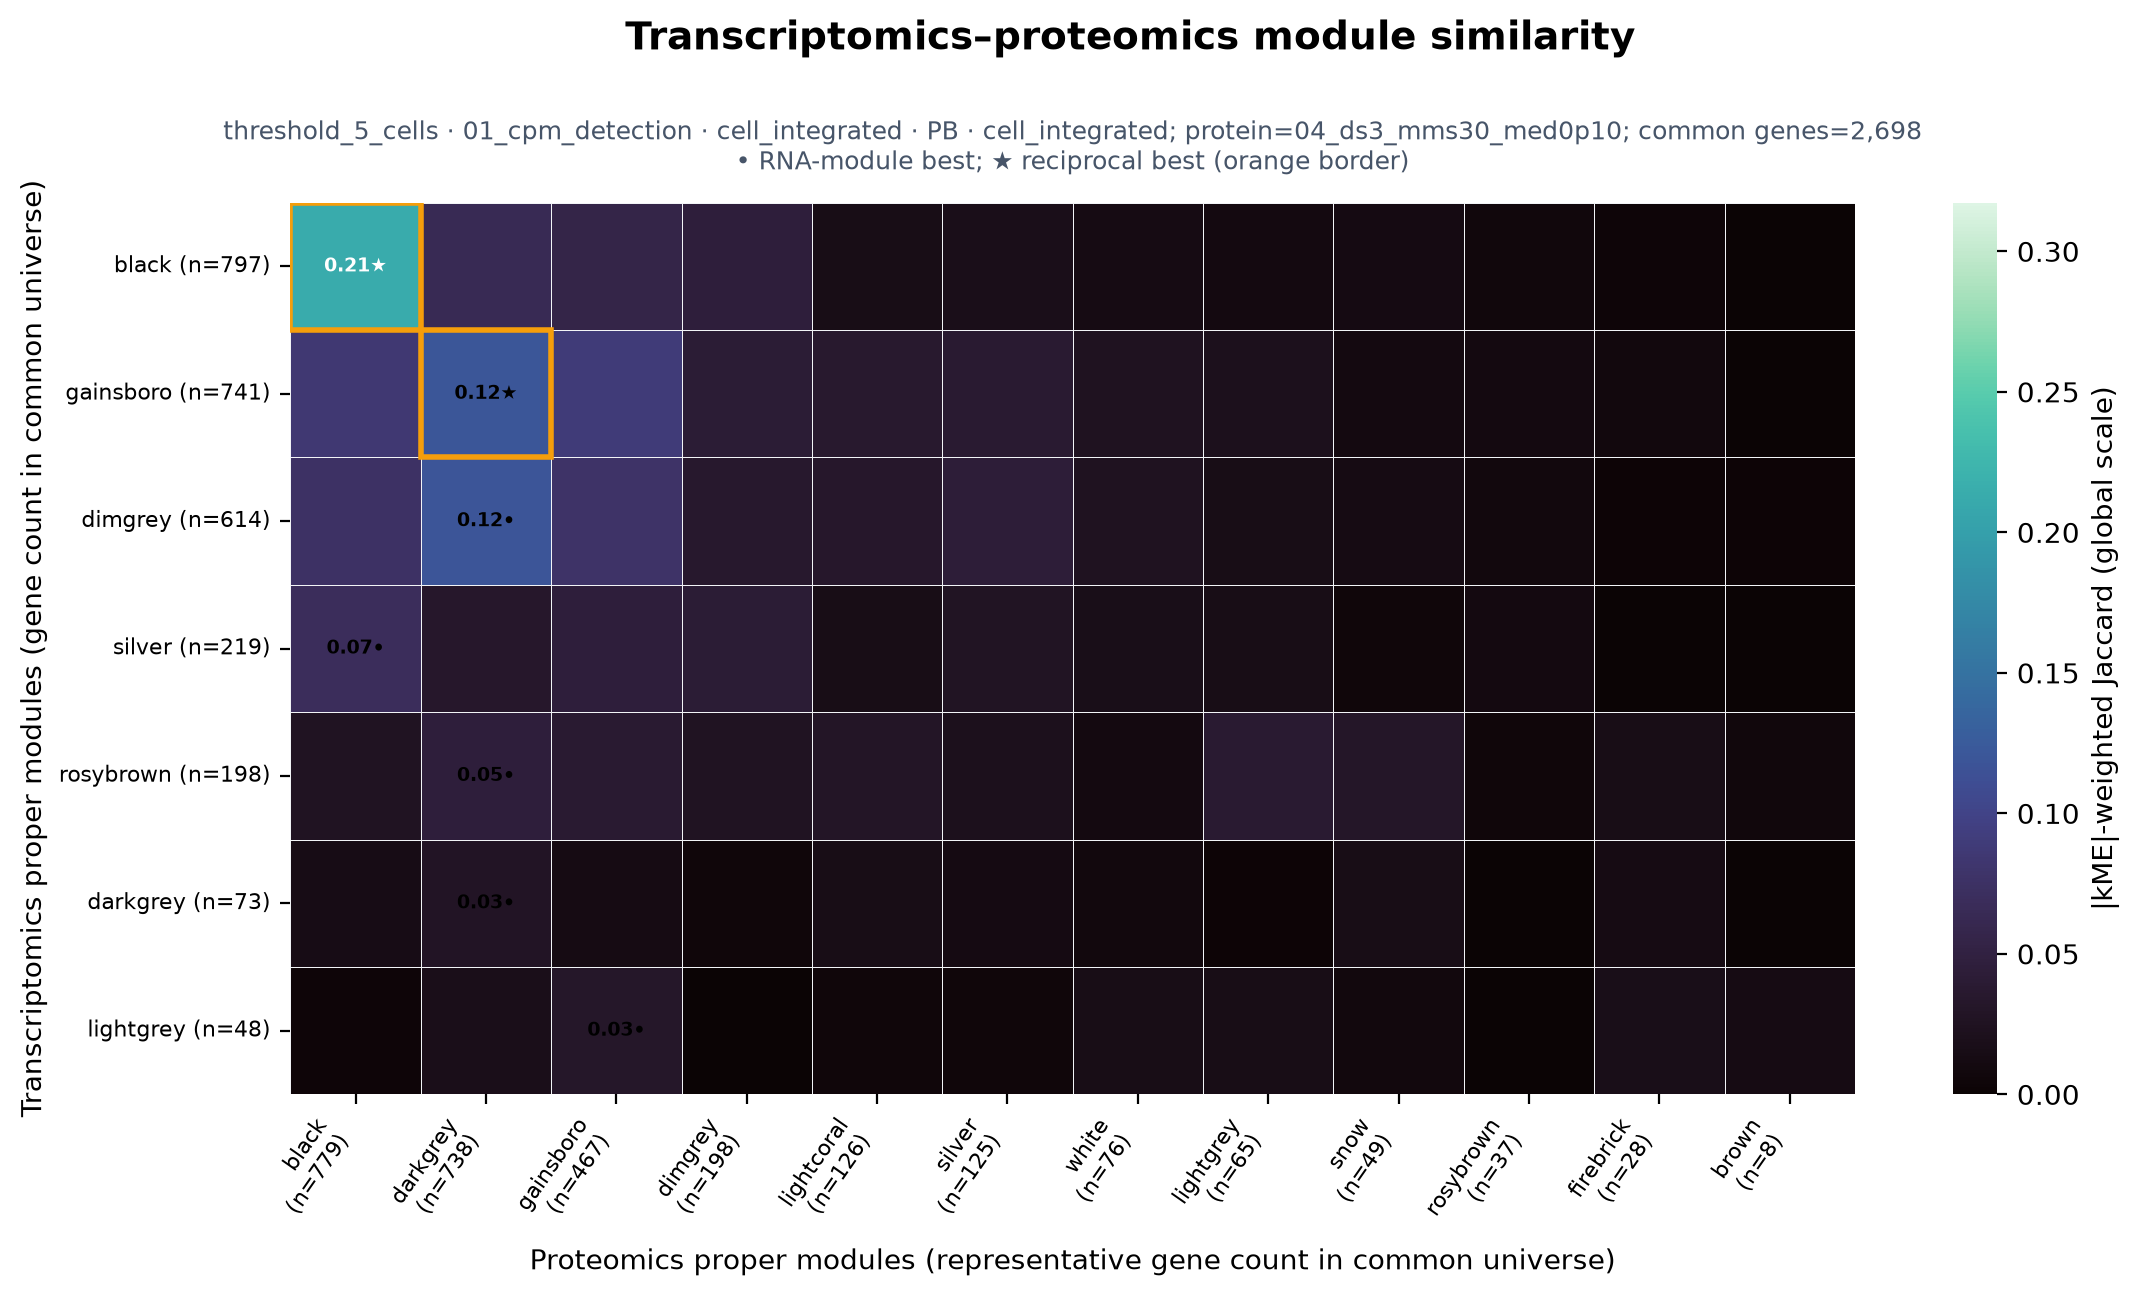 Transcriptomics–proteomics module similarity
threshold_5_cells · 01_cpm_detection · cell_integrated · PB · cell_integrated; protein=04_ds3_mms30_med0p10; common genes=2,698
• RNA-module best; ★ reciprocal best (orange border)
Transcriptomics proper modules (gene count in common universe)
black (n=797)
gainsboro (n=741)
dimgrey (n=614)
silver (n=219)
rosybrown (n=198)
darkgrey (n=73)
lightgrey (n=48)
0.21★
0.12★
0.12•
0.07•
0.05•
0.03•
0.03•
black
(n=779)
darkgrey
(n=738)
gainsboro
(n=467)
dimgrey
(n=198)
lightcoral
(n=126)
silver
(n=125)
white
(n=76)
lightgrey
(n=65)
snow
(n=49)
rosybrown
(n=37)
firebrick
(n=28)
brown
(n=8)
Proteomics proper modules (representative gene count in common universe)
0.30
0.25
0.20
0.15
0.10
0.05
0.00
|kME|-weighted Jaccard (global scale)